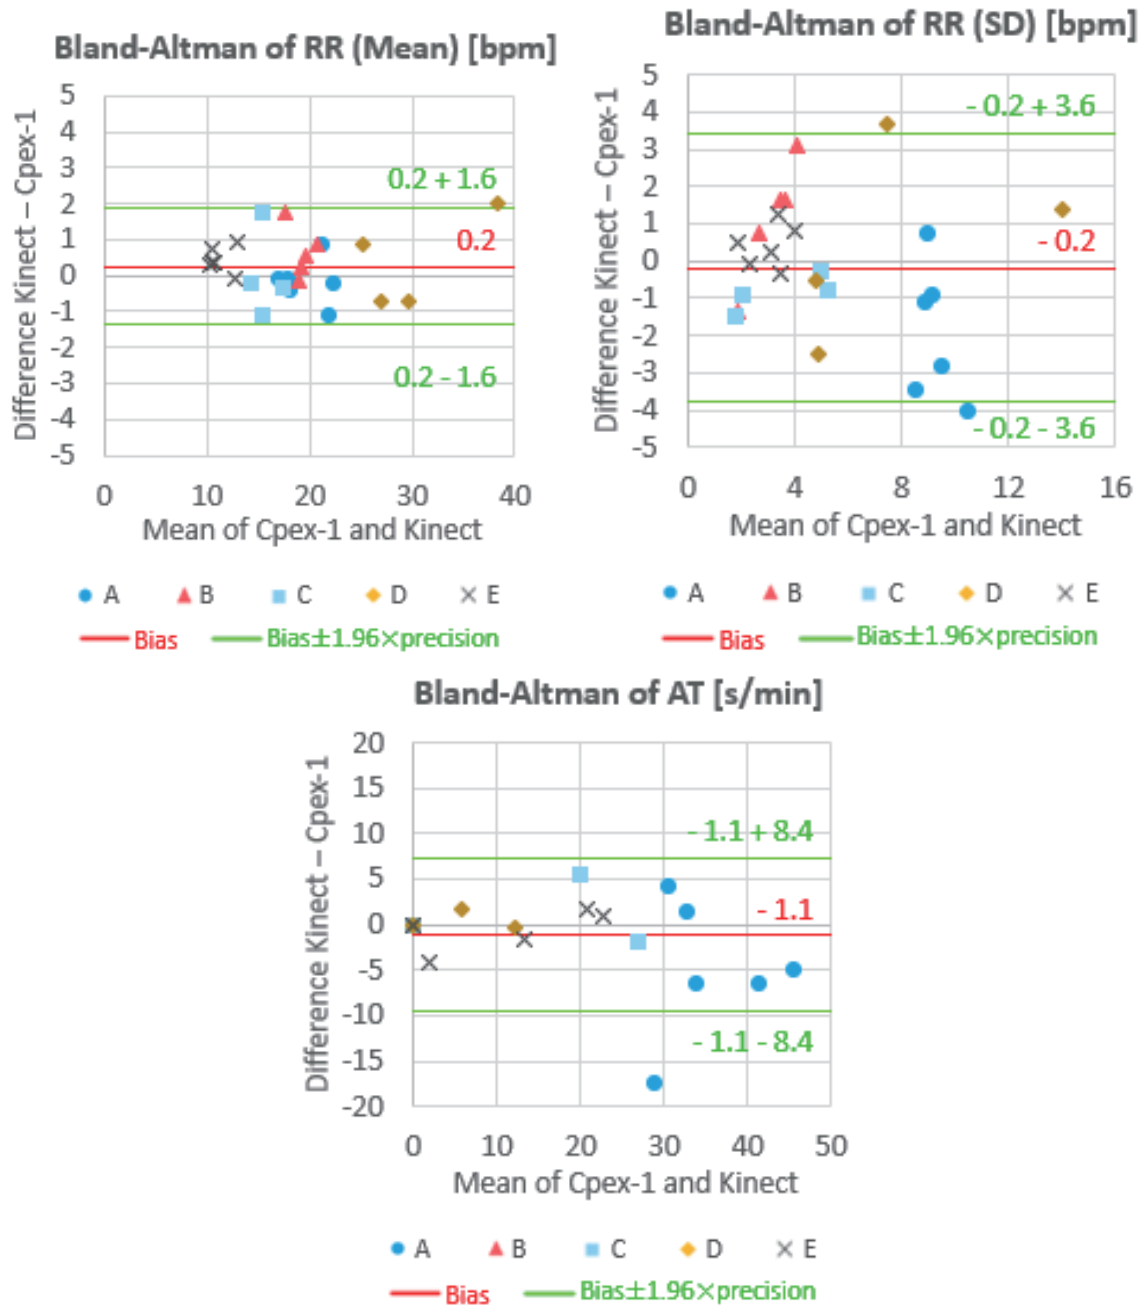 Bland-Altman of RR (Mean) [bpm]
Difference Kinect – Cpex-1
5
4
3
2
1
0
-1
-2
-3
-4
-5
0.2 + 1.6
0.2
0.2 - 1.6
0 10 20 30 40
Mean of Cpex-1 and Kinect
A B C D E
Bias Bias±1.96×precision
Bland-Altman of RR (SD) [bpm]
Difference Kinect – Cpex-1
5
4
3
2
1
0
-1
-2
-3
-4
-5
- 0.2 + 3.6
- 0.2
- 0.2 - 3.6
0 4 8 12 16
Mean of Cpex-1 and Kinect
A B C D E
Bias Bias±1.96×precision
Bland-Altman of AT [s/min]
Difference Kinect – Cpex-1
20
15
10
5
0
-5
-10
-15
-20
- 1.1 + 8.4
- 1.1
- 1.1 - 8.4
0 10 20 30 40 50
Mean of Cpex-1 and Kinect
A B C D E
Bias Bias±1.96×precision